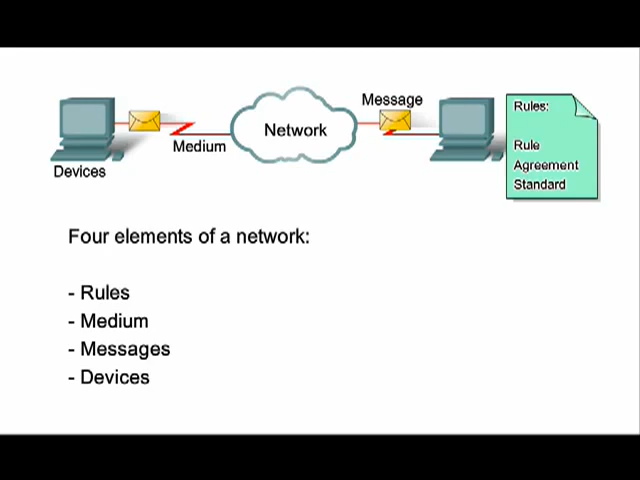 Message
Rules:
Network
Medium
Rule
Agreement
Standard
Devices
Four elements of a network:
- Rules
- Medium
- Messages
- Devices